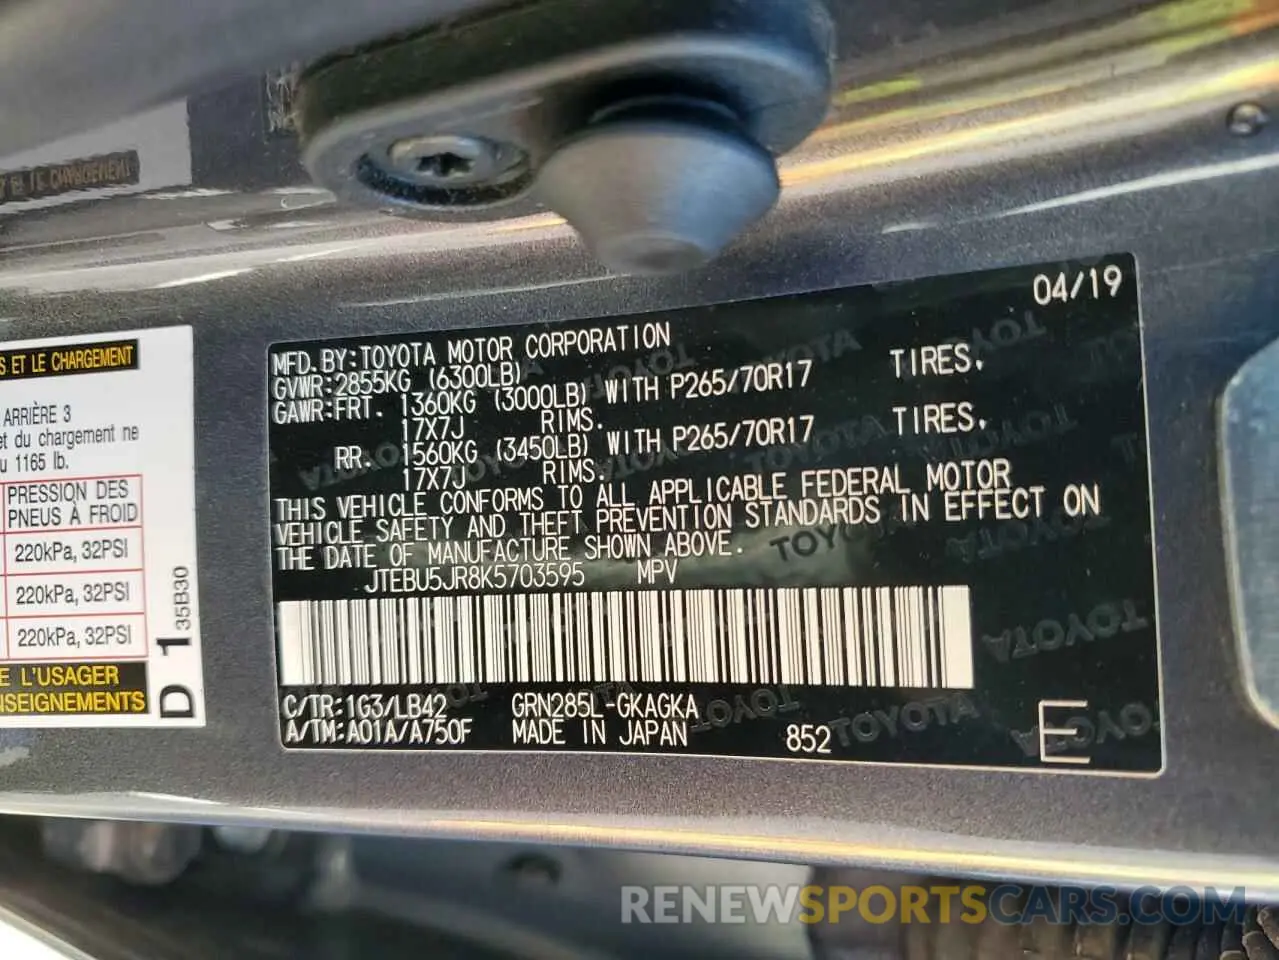 S ET LE CHARGEMENT
ARRIÈRE 3
et du chargement ne
u 1165 lb.
PRESSION DES
PNEUS À FROID
220kPa, 32PSI
220kPa, 32PSI
220kPa, 32PSI
E L'USAGER
ENSEIGNEMENTS
D 1 35B30
04/19
MFD.BY:TOYOTA MOTOR CORPORATION
GVWR:2855KG (6300LB)
GAWR:FRT. 1360KG (3000LB) WITH P265/70R17 TIRES.
17X7J RIMS.
RR. 1560KG (3450LB) WITH P265/70R17 TIRES.
17X7J RIMS.
THIS VEHICLE CONFORMS TO ALL APPLICABLE FEDERAL MOTOR
VEHICLE SAFETY AND THEFT PREVENTION STANDARDS IN EFFECT ON
THE DATE OF MANUFACTURE SHOWN ABOVE.
JTEBU5JR8K5703595 MPV
C/TR:1G3/LB42 GRN285L-GKAGKA
A/TM:A01A/A750F MADE IN JAPAN 852 E
RENEWSPORTSCARS.COM